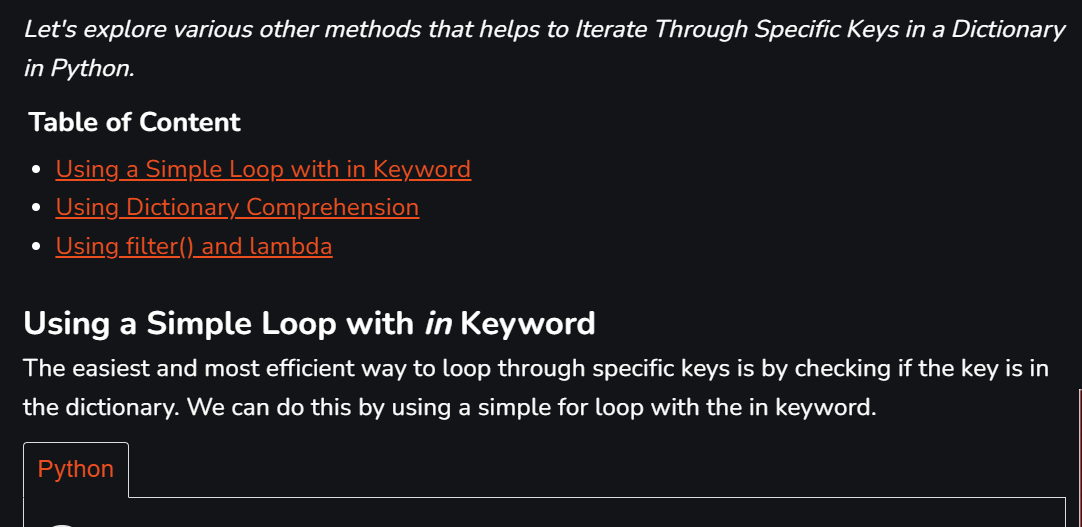 Let's explore various other methods that helps to Iterate Through Specific Keys in a Dictionary
in Python.
Table of Content
Using a Simple Loop with in Keyword
Using Dictionary Comprehension
Using filter() and lambda
Using a Simple Loop with in Keyword
The easiest and most efficient way to loop through specific keys is by checking if the key is in
the dictionary. We can do this by using a simple for loop with the in keyword.
Python